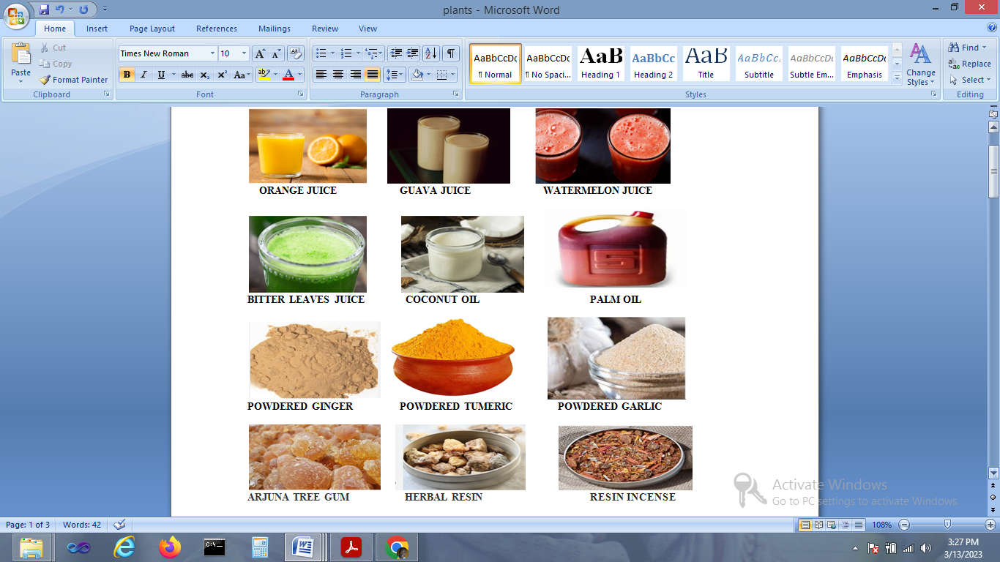 plants - Microsoft Word
Home Insert Page Layout References Mailings Review View
Paste
Cut
Copy
Format Painter
Clipboard
Times New Roman 10
B I U abc x₂ x² Aa
Font
Paragraph
AaBbCcDc AaBbCcDc AaB AaBbCc AaB AaBbCc. AaBbCcDc AaBbCcDc
¶ Normal ¶ No Spaci... Heading 1 Heading 2 Title Subtitle Subtle Em... Emphasis
Change Styles
Styles
Find
Replace
Select
Editing
ORANGE JUICE GUAVA JUICE WATERMELON JUICE
BITTER LEAVES JUICE COCONUT OIL PALM OIL
POWDERED GINGER POWDERED TUMERIC POWDERED GARLIC
ARJUNA TREE GUM HERBAL RESIN RESIN INCENSE
Activate Windows
Go to PC settings to activate Windows.
Page: 1 of 3 Words: 42 108%
3:27 PM
3/13/2023